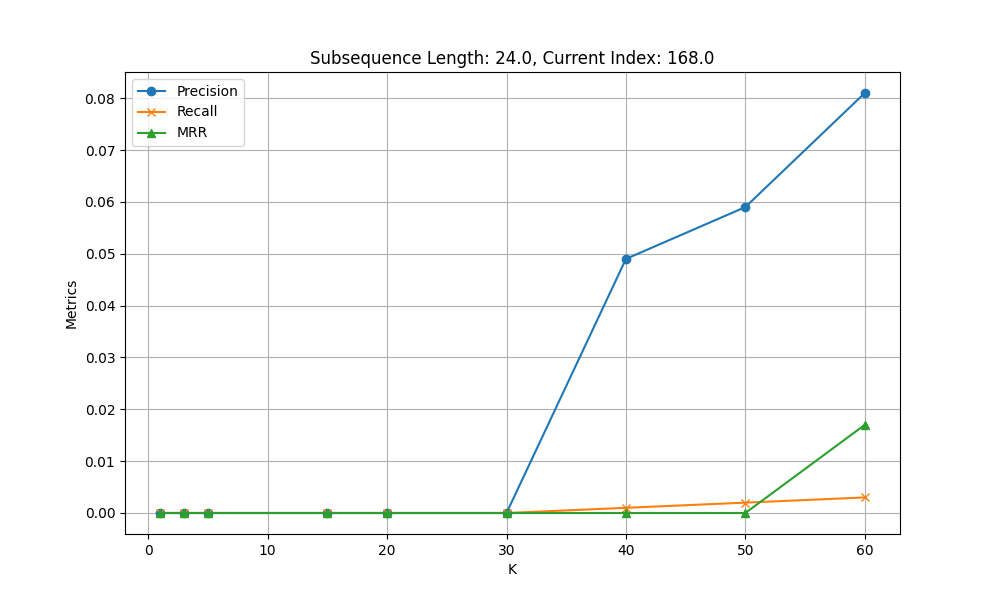 Subsequence Length: 24.0, Current Index: 168.0
Precision
Recall
MRR
0.08
0.07
0.06
0.05
0.04
0.03
0.02
0.01
0.00
Metrics
0 10 20 30 40 50 60
K